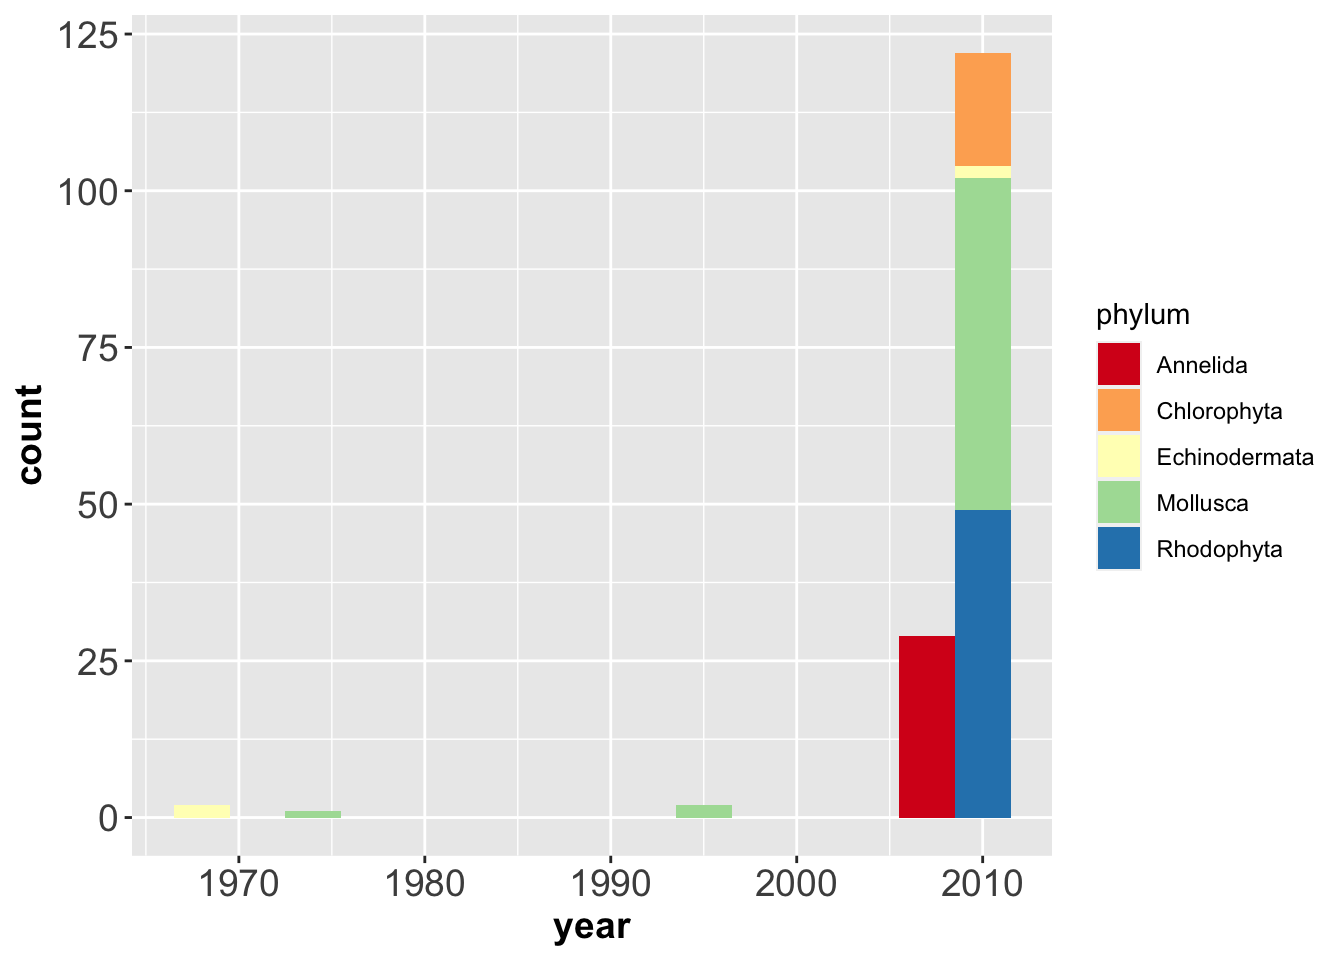 125
100
75
50
25
0
count
1970 1980 1990 2000 2010
year
phylum
Annelida
Chlorophyta
Echinodermata
Mollusca
Rhodophyta